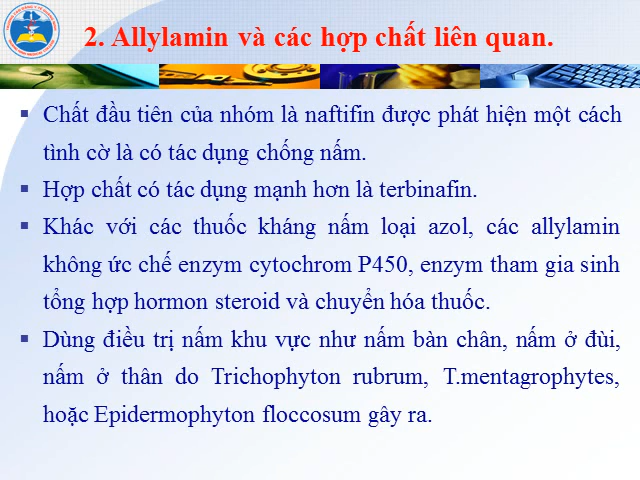 2. Allylamin và các hợp chất liên quan.
▪ Chất đầu tiên của nhóm là naftifin được phát hiện một cách
tình cờ là có tác dụng chống nấm.
▪ Hợp chất có tác dụng mạnh hơn là terbinafin.
▪ Khác với các thuốc kháng nấm loại azol, các allylamin
không ức chế enzym cytochrom P450, enzym tham gia sinh
tổng hợp hormon steroid và chuyển hóa thuốc.
▪ Dùng điều trị nấm khu vực như nấm bàn chân, nấm ở đùi,
nấm ở thân do Trichophyton rubrum, T.mentagrophytes,
hoặc Epidermophyton floccosum gây ra.